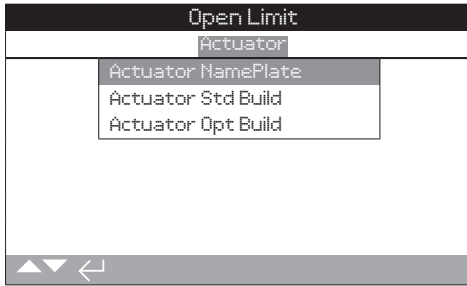 Open Limit
Actuator
Actuator NamePlate
Actuator Std Build
Actuator Opt Build